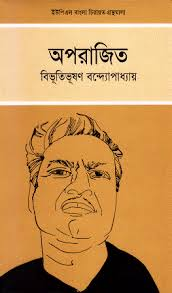 ইউপিএল বাংলা চিরায়ত গ্রন্থমালা
অপরাজিত
বিভূতিভূষণ বন্দ্যোপাধ্যায়